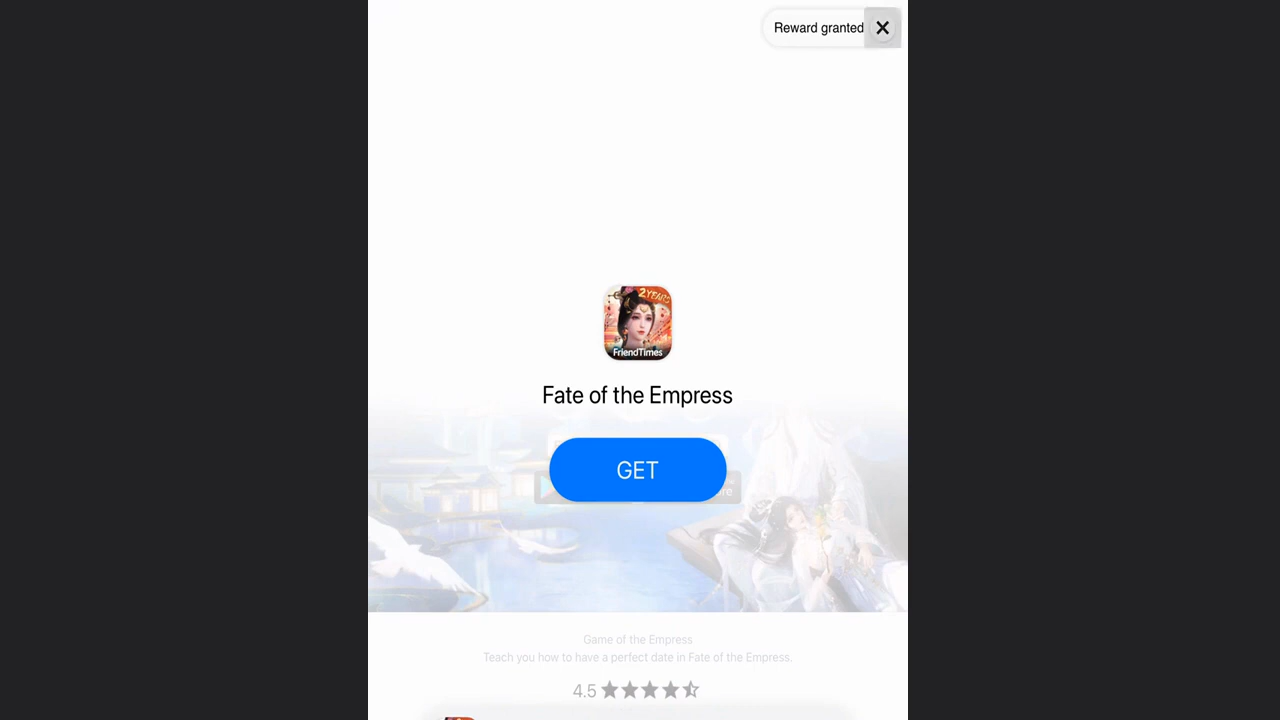 Reward granted
2 YEARS
FriendTimes
Fate of the Empress
GET
Game of the Empress
Teach you how to have a perfect date in Fate of the Empress.
4.5